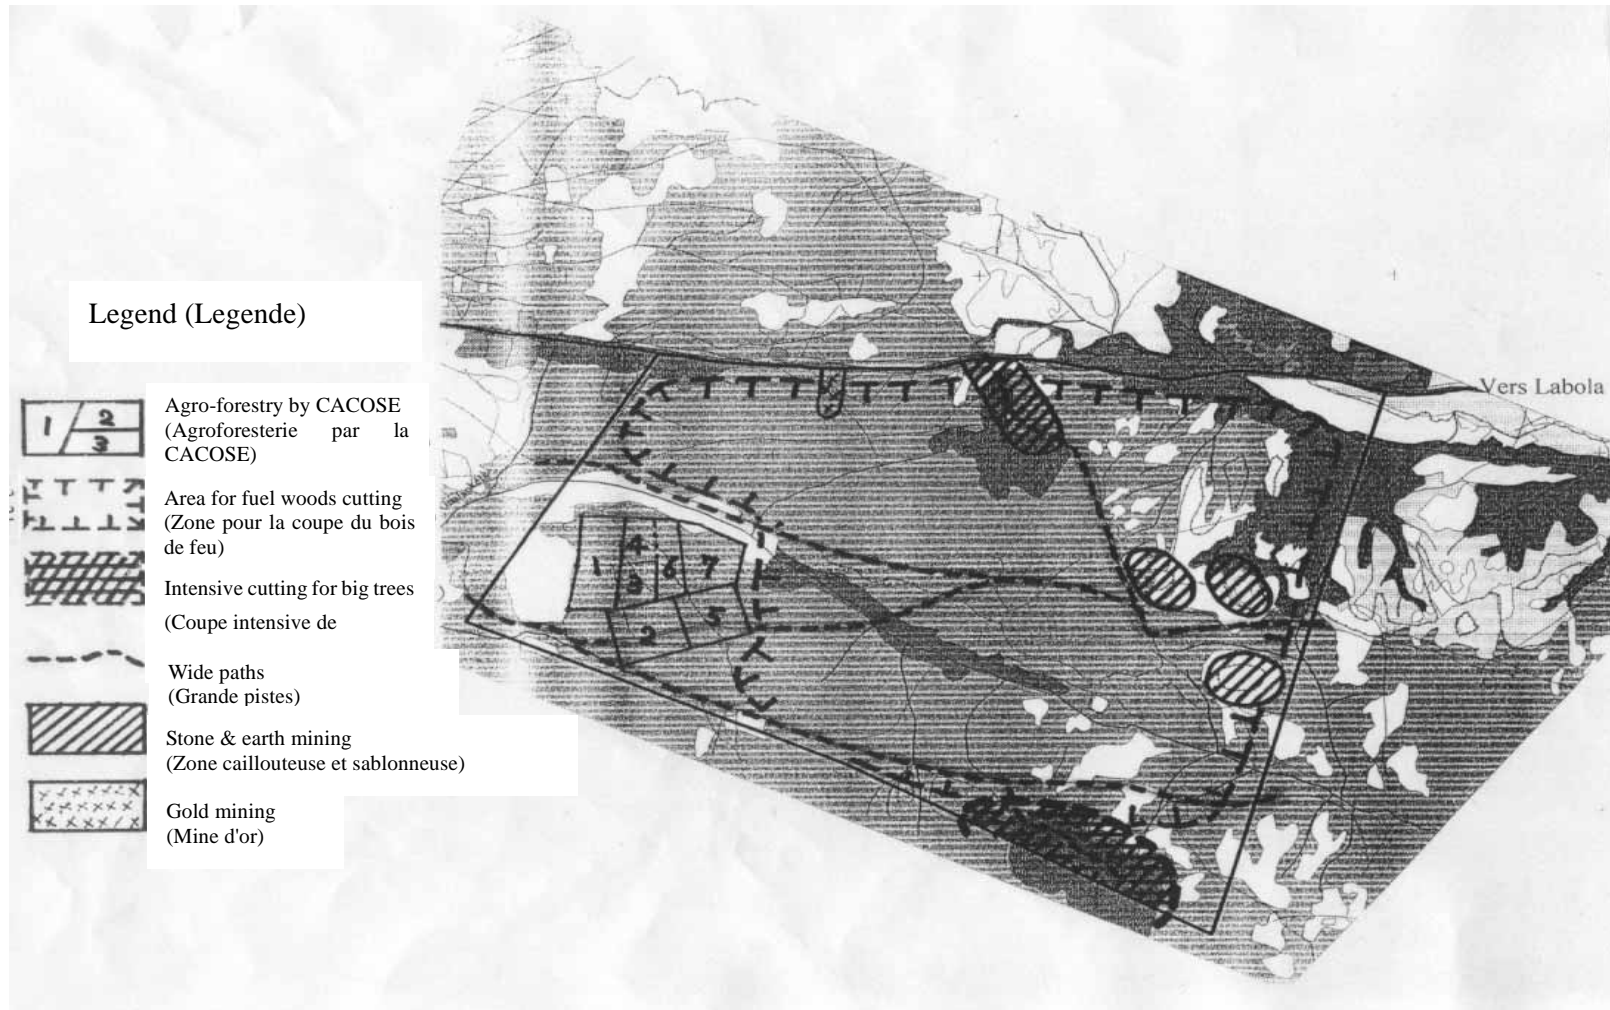 Legend (Legende)
1 2
3
Agro-forestry by CACOSE
(Agroforesterie par la
CACOSE)
Area for fuel woods cutting
(Zone pour la coupe du bois
de feu)
Intensive cutting for big trees
(Coupe intensive de
Wide paths
(Grande pistes)
Stone & earth mining
(Zone caillouteuse et sablonneuse)
Gold mining
(Mine d'or)
Vers Labola
4
1 3 6 7
2 5